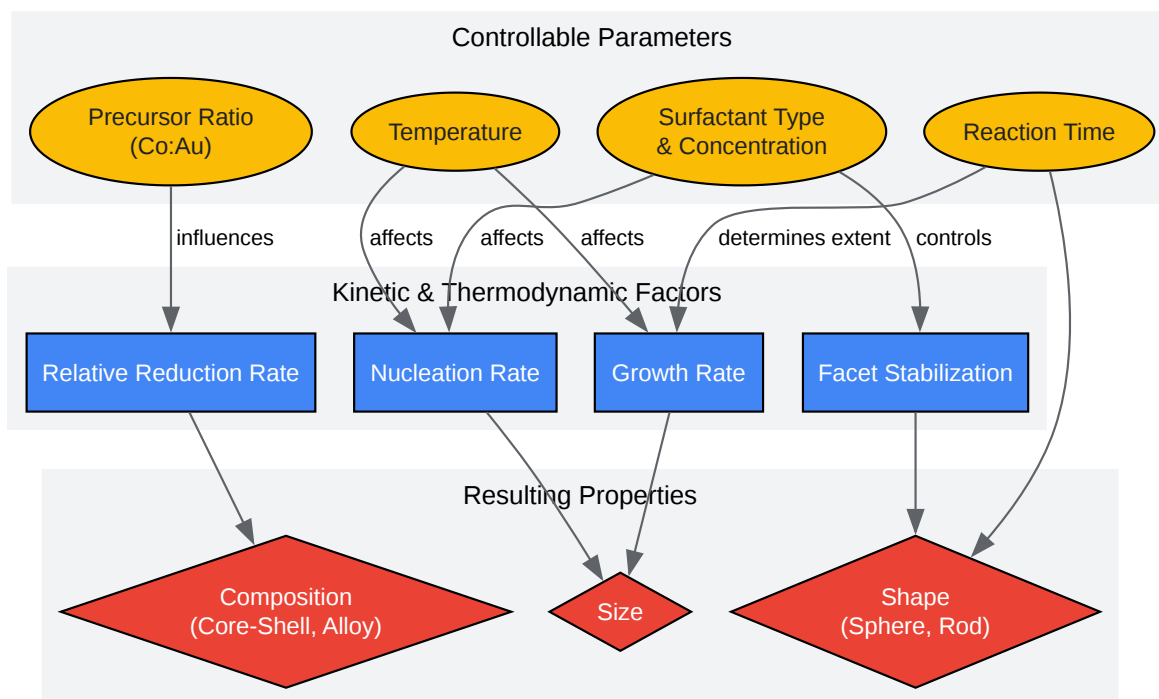 Controllable Parameters
Precursor Ratio
(Co:Au)
Temperature
Surfactant Type
& Concentration
Reaction Time
influences
affects
affects
affects
determines extent
controls
Kinetic & Thermodynamic Factors
Relative Reduction Rate
Nucleation Rate
Growth Rate
Facet Stabilization
Resulting Properties
Composition
(Core-Shell, Alloy)
Size
Shape
(Sphere, Rod)